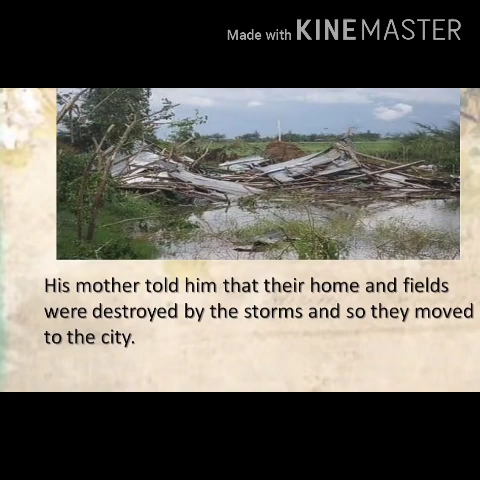 Made with KINEMASTER
His mother told him that their home and fields
were destroyed by the storms and so they moved
to the city.